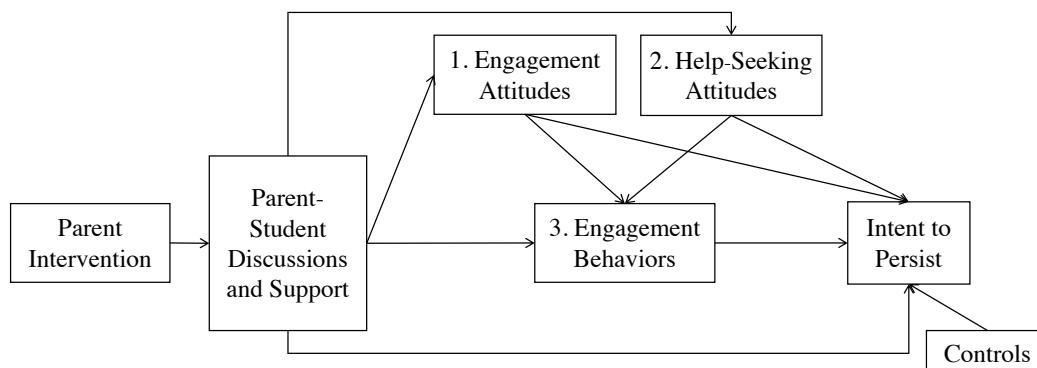 1. Engagement
Attitudes
2. Help-Seeking
Attitudes
Parent
Intervention
Parent-
Student
Discussions
and Support
3. Engagement
Behaviors
Intent to
Persist
Controls